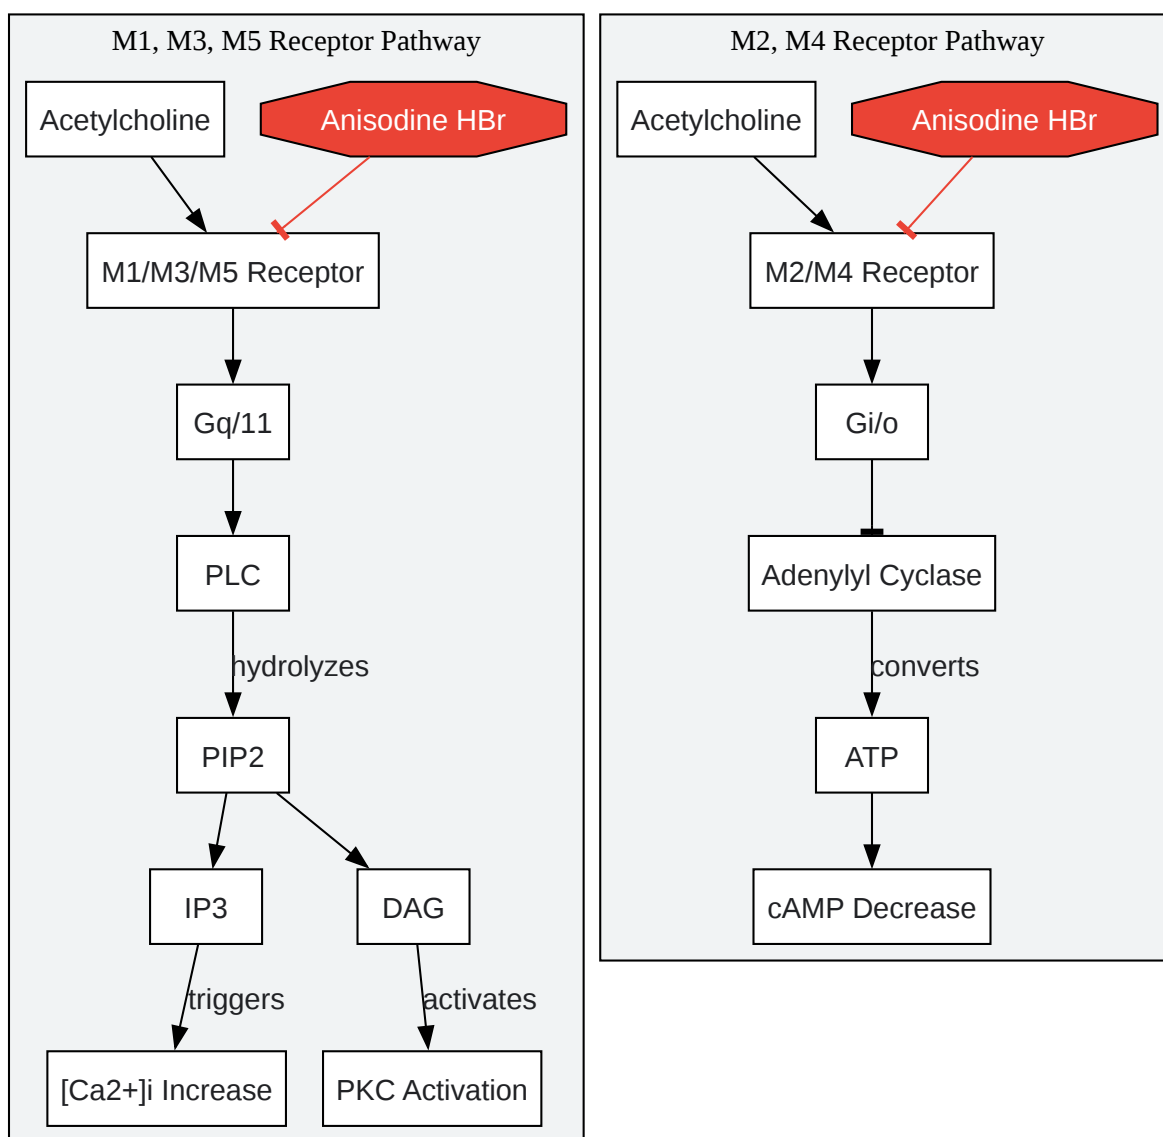 M1, M3, M5 Receptor Pathway
Acetylcholine
Anisodine HBr
M1/M3/M5 Receptor
Gq/11
PLC
hydrolyzes
PIP2
IP3
DAG
triggers
activates
[Ca2+]i Increase
PKC Activation
M2, M4 Receptor Pathway
Acetylcholine
Anisodine HBr
M2/M4 Receptor
Gi/o
Adenylyl Cyclase
converts
ATP
cAMP Decrease